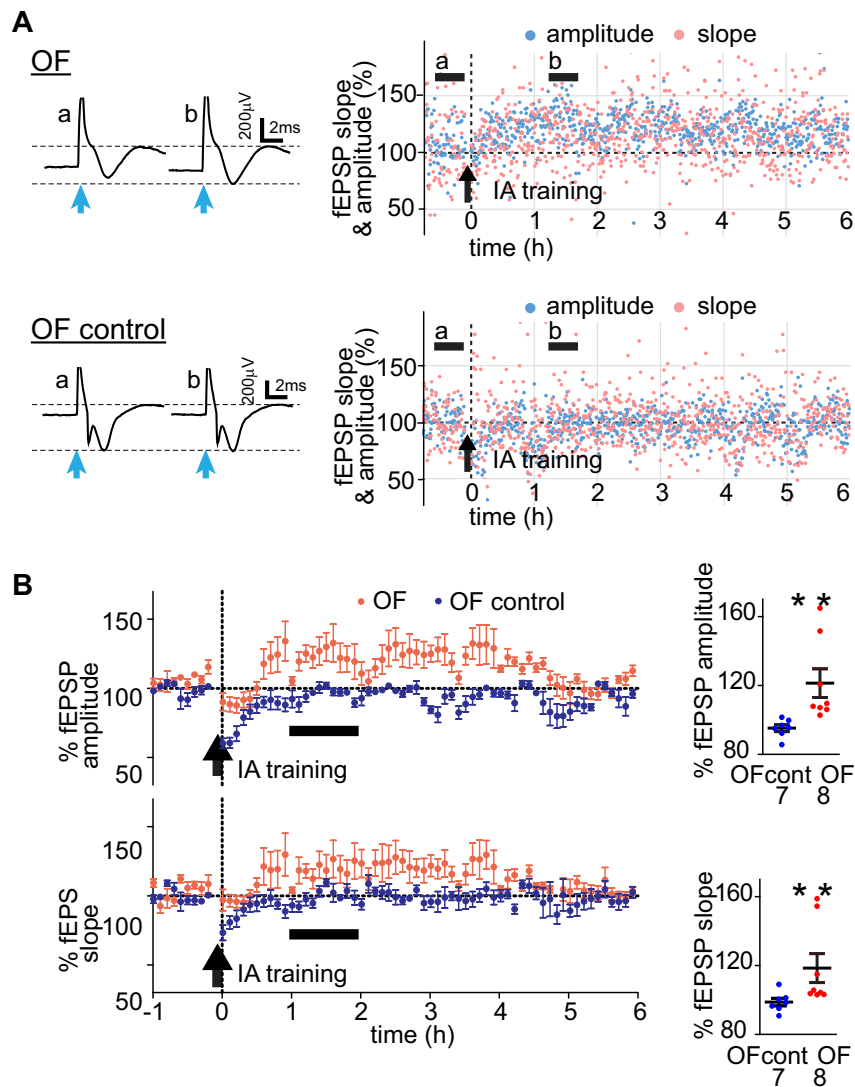 A
OF
a
b
200μV
2ms
amplitude
slope
a
b
fEPSP slope
& amplitude (%)
150
100
50
IA training
0
1
2
3
4
5
6
time (h)
OF control
a
b
200μV
2ms
amplitude
slope
a
b
fEPSP slope
& amplitude (%)
150
100
50
IA training
0
1
2
3
4
5
6
time (h)
B
OF
OF control
% fEPSP
amplitude
150
100
50
IA training
% fEPSP amplitude
* *
160
120
80
OFcont OF
7 8
% fEPS
slope
150
100
50
IA training
-1
0
1
2
3
4
5
6
time (h)
% fEPSP slope
* *
160
120
80
OFcont OF
7 8